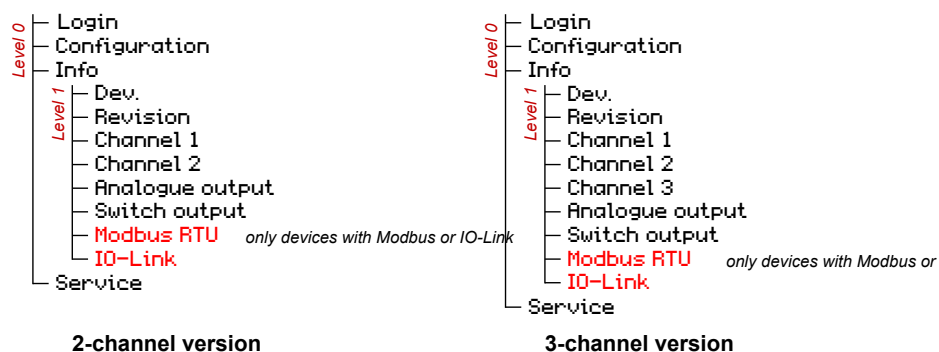 Level 0
Login
Configuration
Info
Level 1
Dev.
Revision
Channel 1
Channel 2
Analogue output
Switch output
Modbus RTU only devices with Modbus or IO-Link
IO-Link
Service
2-channel version
Level 0
Login
Configuration
Info
Level 1
Dev.
Revision
Channel 1
Channel 2
Channel 3
Analogue output
Switch output
Modbus RTU only devices with Modbus or
IO-Link
Service
3-channel version